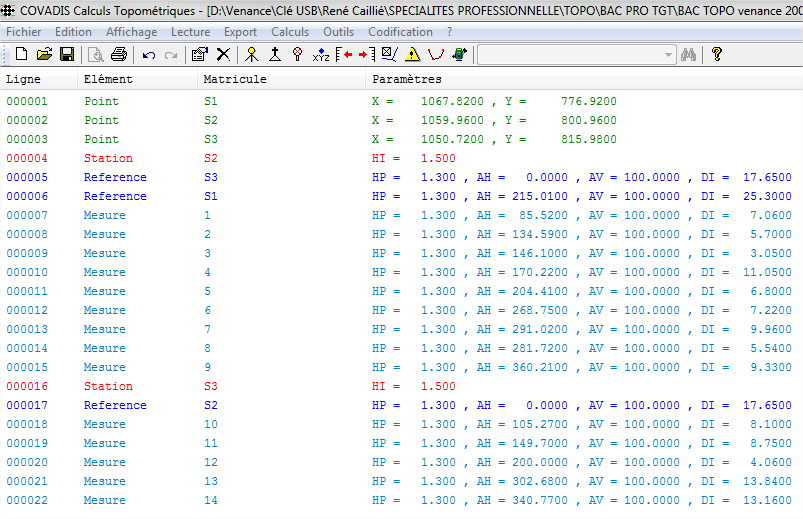 COVADIS Calculs Topométriques - [D:\Venance\Clé USB\René Caillié\SPECIALITES PROFESSIONNELLE\TOPO\BAC PRO TGT\BAC TOPO venance 200
Fichier Edition Affichage Lecture Export Calculs Outils Codification ?
XYZ
Ligne Elément Matricule Paramètres
000001 Point S1 X = 1067.8200 , Y = 776.9200
000002 Point S2 X = 1059.9600 , Y = 800.9600
000003 Point S3 X = 1050.7200 , Y = 815.9800
000004 Station S2 HI = 1.500
000005 Reference S3 HP = 1.300 , AH = 0.0000 , AV = 100.0000 , DI = 17.6500
000006 Reference S1 HP = 1.300 , AH = 215.0100 , AV = 100.0000 , DI = 25.3000
000007 Mesure 1 HP = 1.300 , AH = 85.5200 , AV = 100.0000 , DI = 7.0600
000008 Mesure 2 HP = 1.300 , AH = 134.5900 , AV = 100.0000 , DI = 5.7000
000009 Mesure 3 HP = 1.300 , AH = 146.1000 , AV = 100.0000 , DI = 3.0500
000010 Mesure 4 HP = 1.300 , AH = 170.2200 , AV = 100.0000 , DI = 11.0500
000011 Mesure 5 HP = 1.300 , AH = 204.4100 , AV = 100.0000 , DI = 6.8000
000012 Mesure 6 HP = 1.300 , AH = 268.7500 , AV = 100.0000 , DI = 7.2200
000013 Mesure 7 HP = 1.300 , AH = 291.0200 , AV = 100.0000 , DI = 9.9600
000014 Mesure 8 HP = 1.300 , AH = 281.7200 , AV = 100.0000 , DI = 5.5400
000015 Mesure 9 HP = 1.300 , AH = 360.2100 , AV = 100.0000 , DI = 9.3300
000016 Station S3 HI = 1.500
000017 Reference S2 HP = 1.300 , AH = 0.0000 , AV = 100.0000 , DI = 17.6500
000018 Mesure 10 HP = 1.300 , AH = 105.2700 , AV = 100.0000 , DI = 8.1000
000019 Mesure 11 HP = 1.300 , AH = 149.7000 , AV = 100.0000 , DI = 8.7500
000020 Mesure 12 HP = 1.300 , AH = 200.0000 , AV = 100.0000 , DI = 4.0600
000021 Mesure 13 HP = 1.300 , AH = 302.6800 , AV = 100.0000 , DI = 13.8400
000022 Mesure 14 HP = 1.300 , AH = 340.7700 , AV = 100.0000 , DI = 13.1600